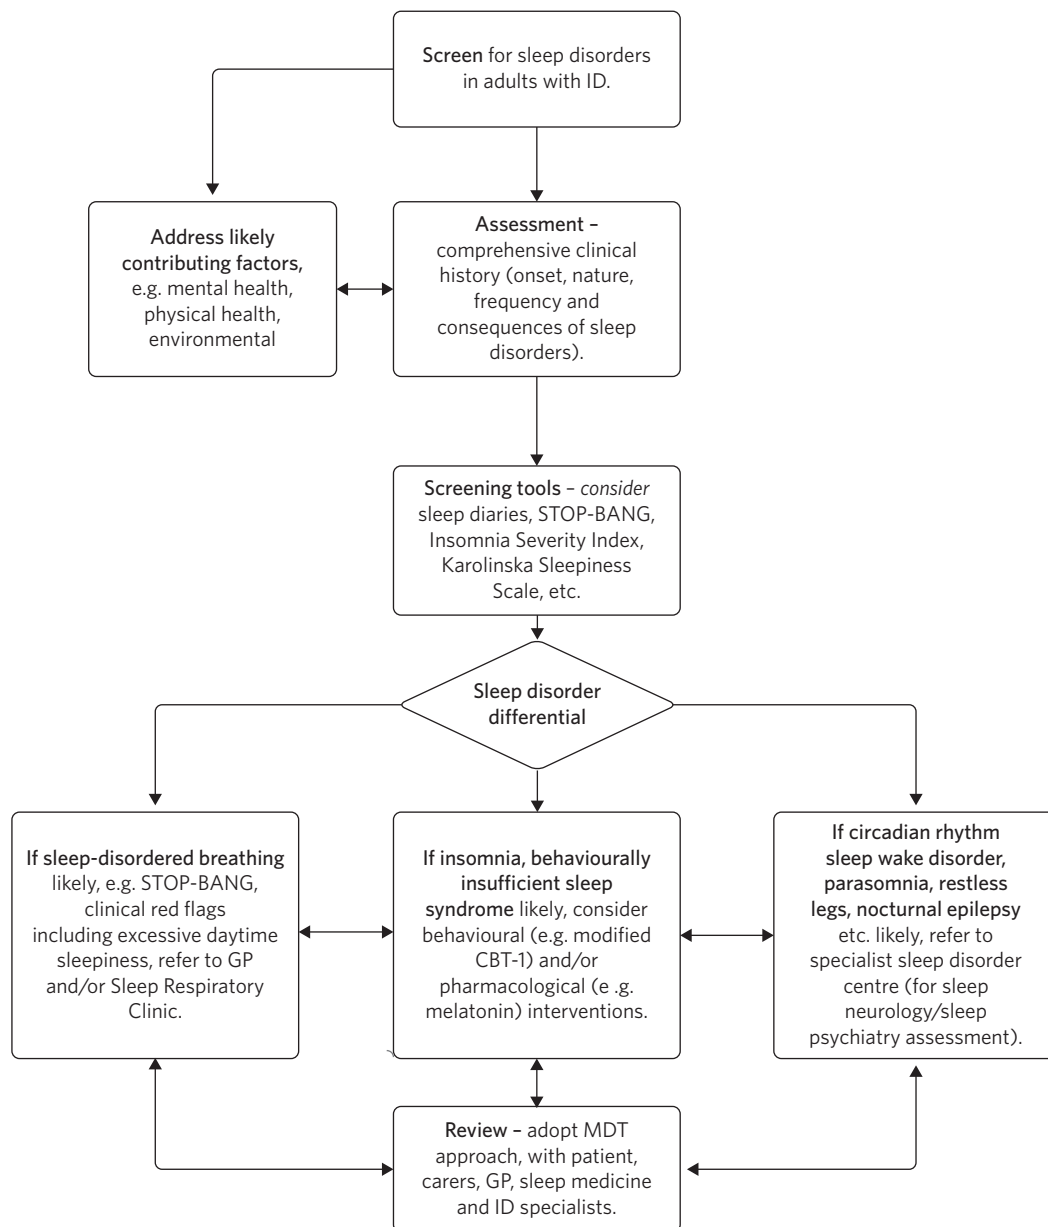 Screen for sleep disorders
in adults with ID.
Address likely
contributing factors,
e.g. mental health,
physical health,
environmental
Assessment –
comprehensive clinical
history (onset, nature,
frequency and
consequences of sleep
disorders).
Screening tools – consider
sleep diaries, STOP-BANG,
Insomnia Severity Index,
Karolinska Sleepiness
Scale, etc.
Sleep disorder
differential
If sleep-disordered breathing
likely, e.g. STOP-BANG,
clinical red flags
including excessive daytime
sleepiness, refer to GP
and/or Sleep Respiratory
Clinic.
If insomnia, behaviourally
insufficient sleep
syndrome likely, consider
behavioural (e.g. modified
CBT-1) and/or
pharmacological (e .g.
melatonin) interventions.
If circadian rhythm
sleep wake disorder,
parasomnia, restless
legs, nocturnal epilepsy
etc. likely, refer to
specialist sleep disorder
centre (for sleep
neurology/sleep
psychiatry assessment).
Review – adopt MDT
approach, with patient,
carers, GP, sleep medicine
and ID specialists.